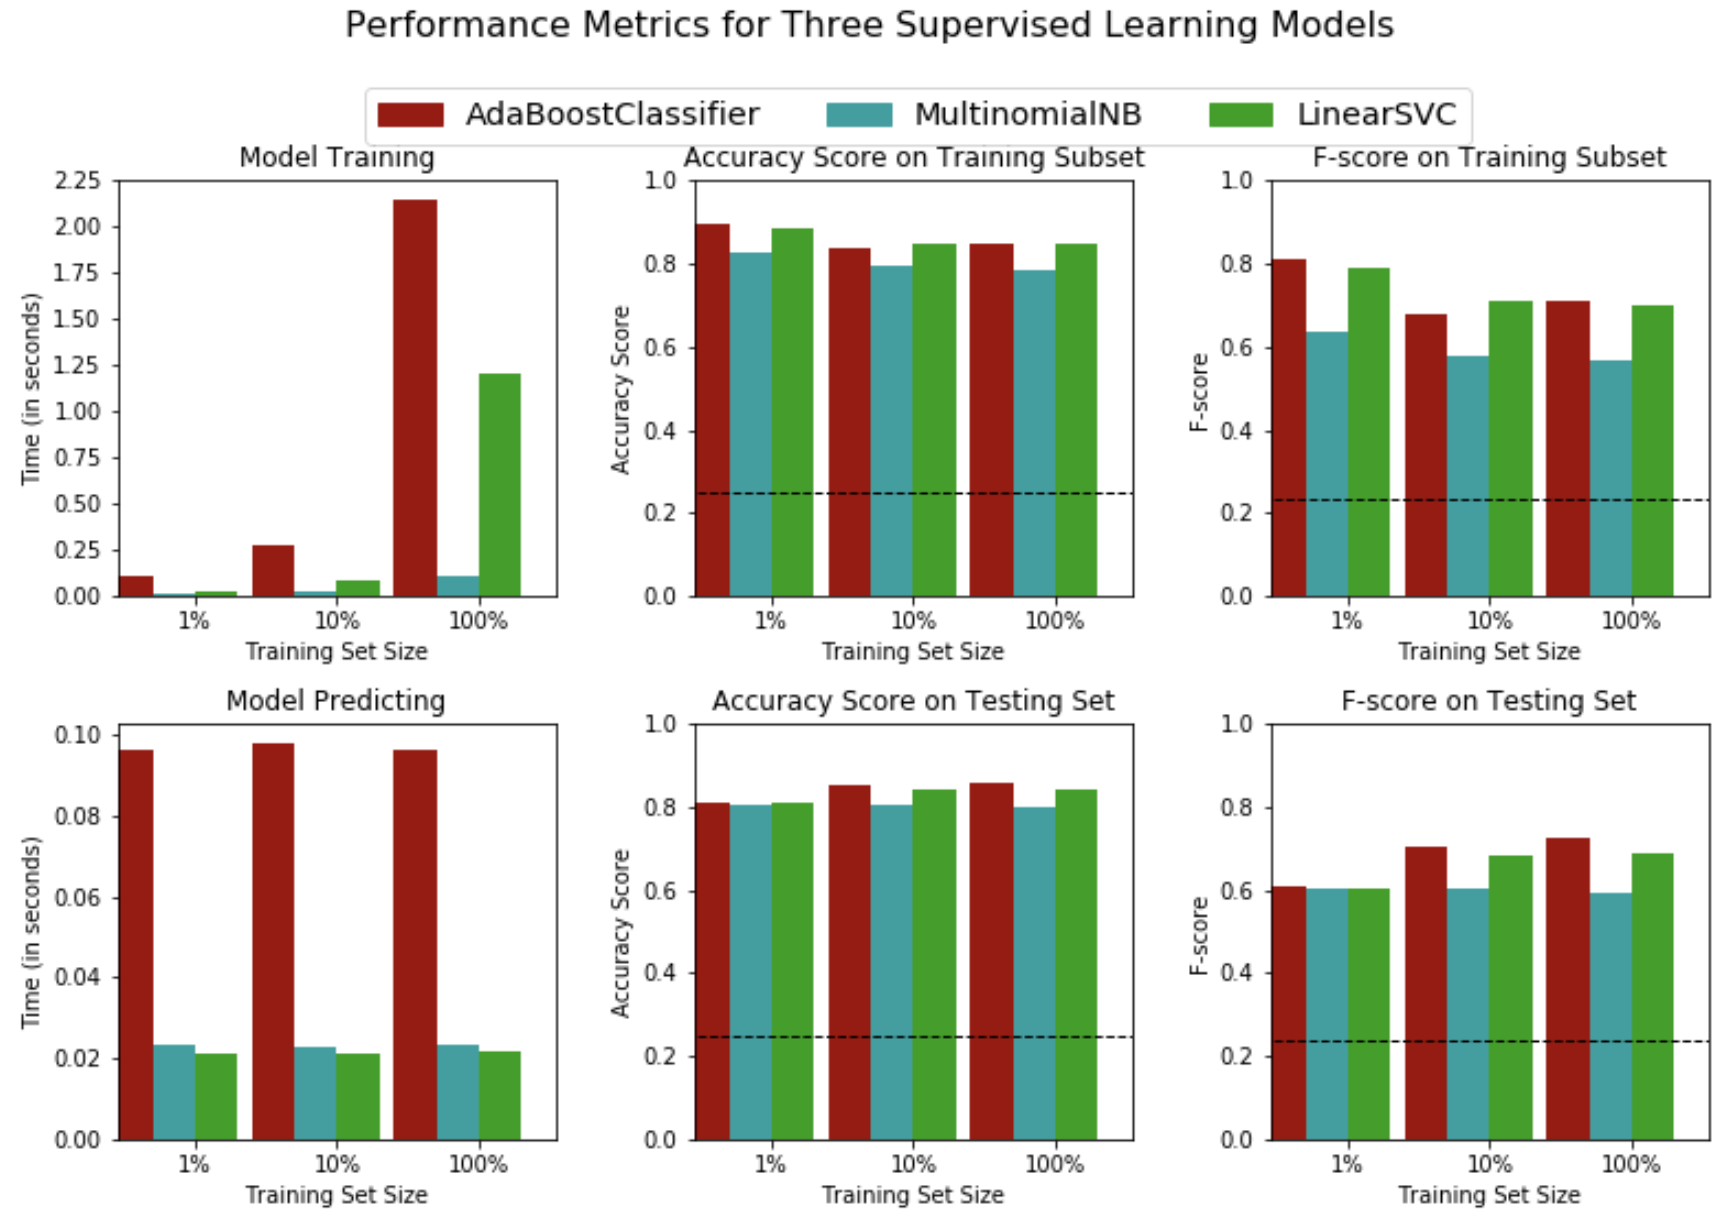 Performance Metrics for Three Supervised Learning Models
AdaBoostClassifier MultinomialNB LinearSVC
Model Training
2.25
2.00
1.75
1.50
1.25
1.00
0.75
0.50
0.25
0.00
Time (in seconds)
1% 10% 100%
Training Set Size
Accuracy Score on Training Subset
1.0
0.8
0.6
0.4
0.2
0.0
Accuracy Score
1% 10% 100%
Training Set Size
F-score on Training Subset
1.0
0.8
0.6
0.4
0.2
0.0
F-score
1% 10% 100%
Training Set Size
Model Predicting
0.10
0.08
0.06
0.04
0.02
0.00
Time (in seconds)
1% 10% 100%
Training Set Size
Accuracy Score on Testing Set
1.0
0.8
0.6
0.4
0.2
0.0
Accuracy Score
1% 10% 100%
Training Set Size
F-score on Testing Set
1.0
0.8
0.6
0.4
0.2
0.0
F-score
1% 10% 100%
Training Set Size